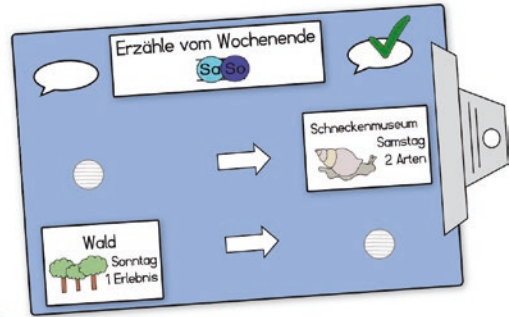 Erzähle vom Wochenende
Sa So
Schneckenmuseum
Samstag
2 Arten
Wald
Sonntag
1 Erlebnis